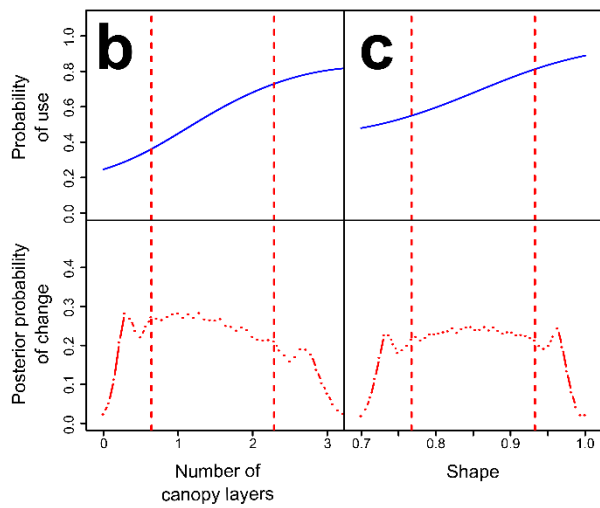 b
c
Probability
of use
0.0 0.2 0.4 0.6 0.8 1.0
Posterior probability
of change
0.0 0.1 0.2 0.3 0.4
0 1 2 3
0.7 0.8 0.9 1.0
Number of
canopy layers
Shape